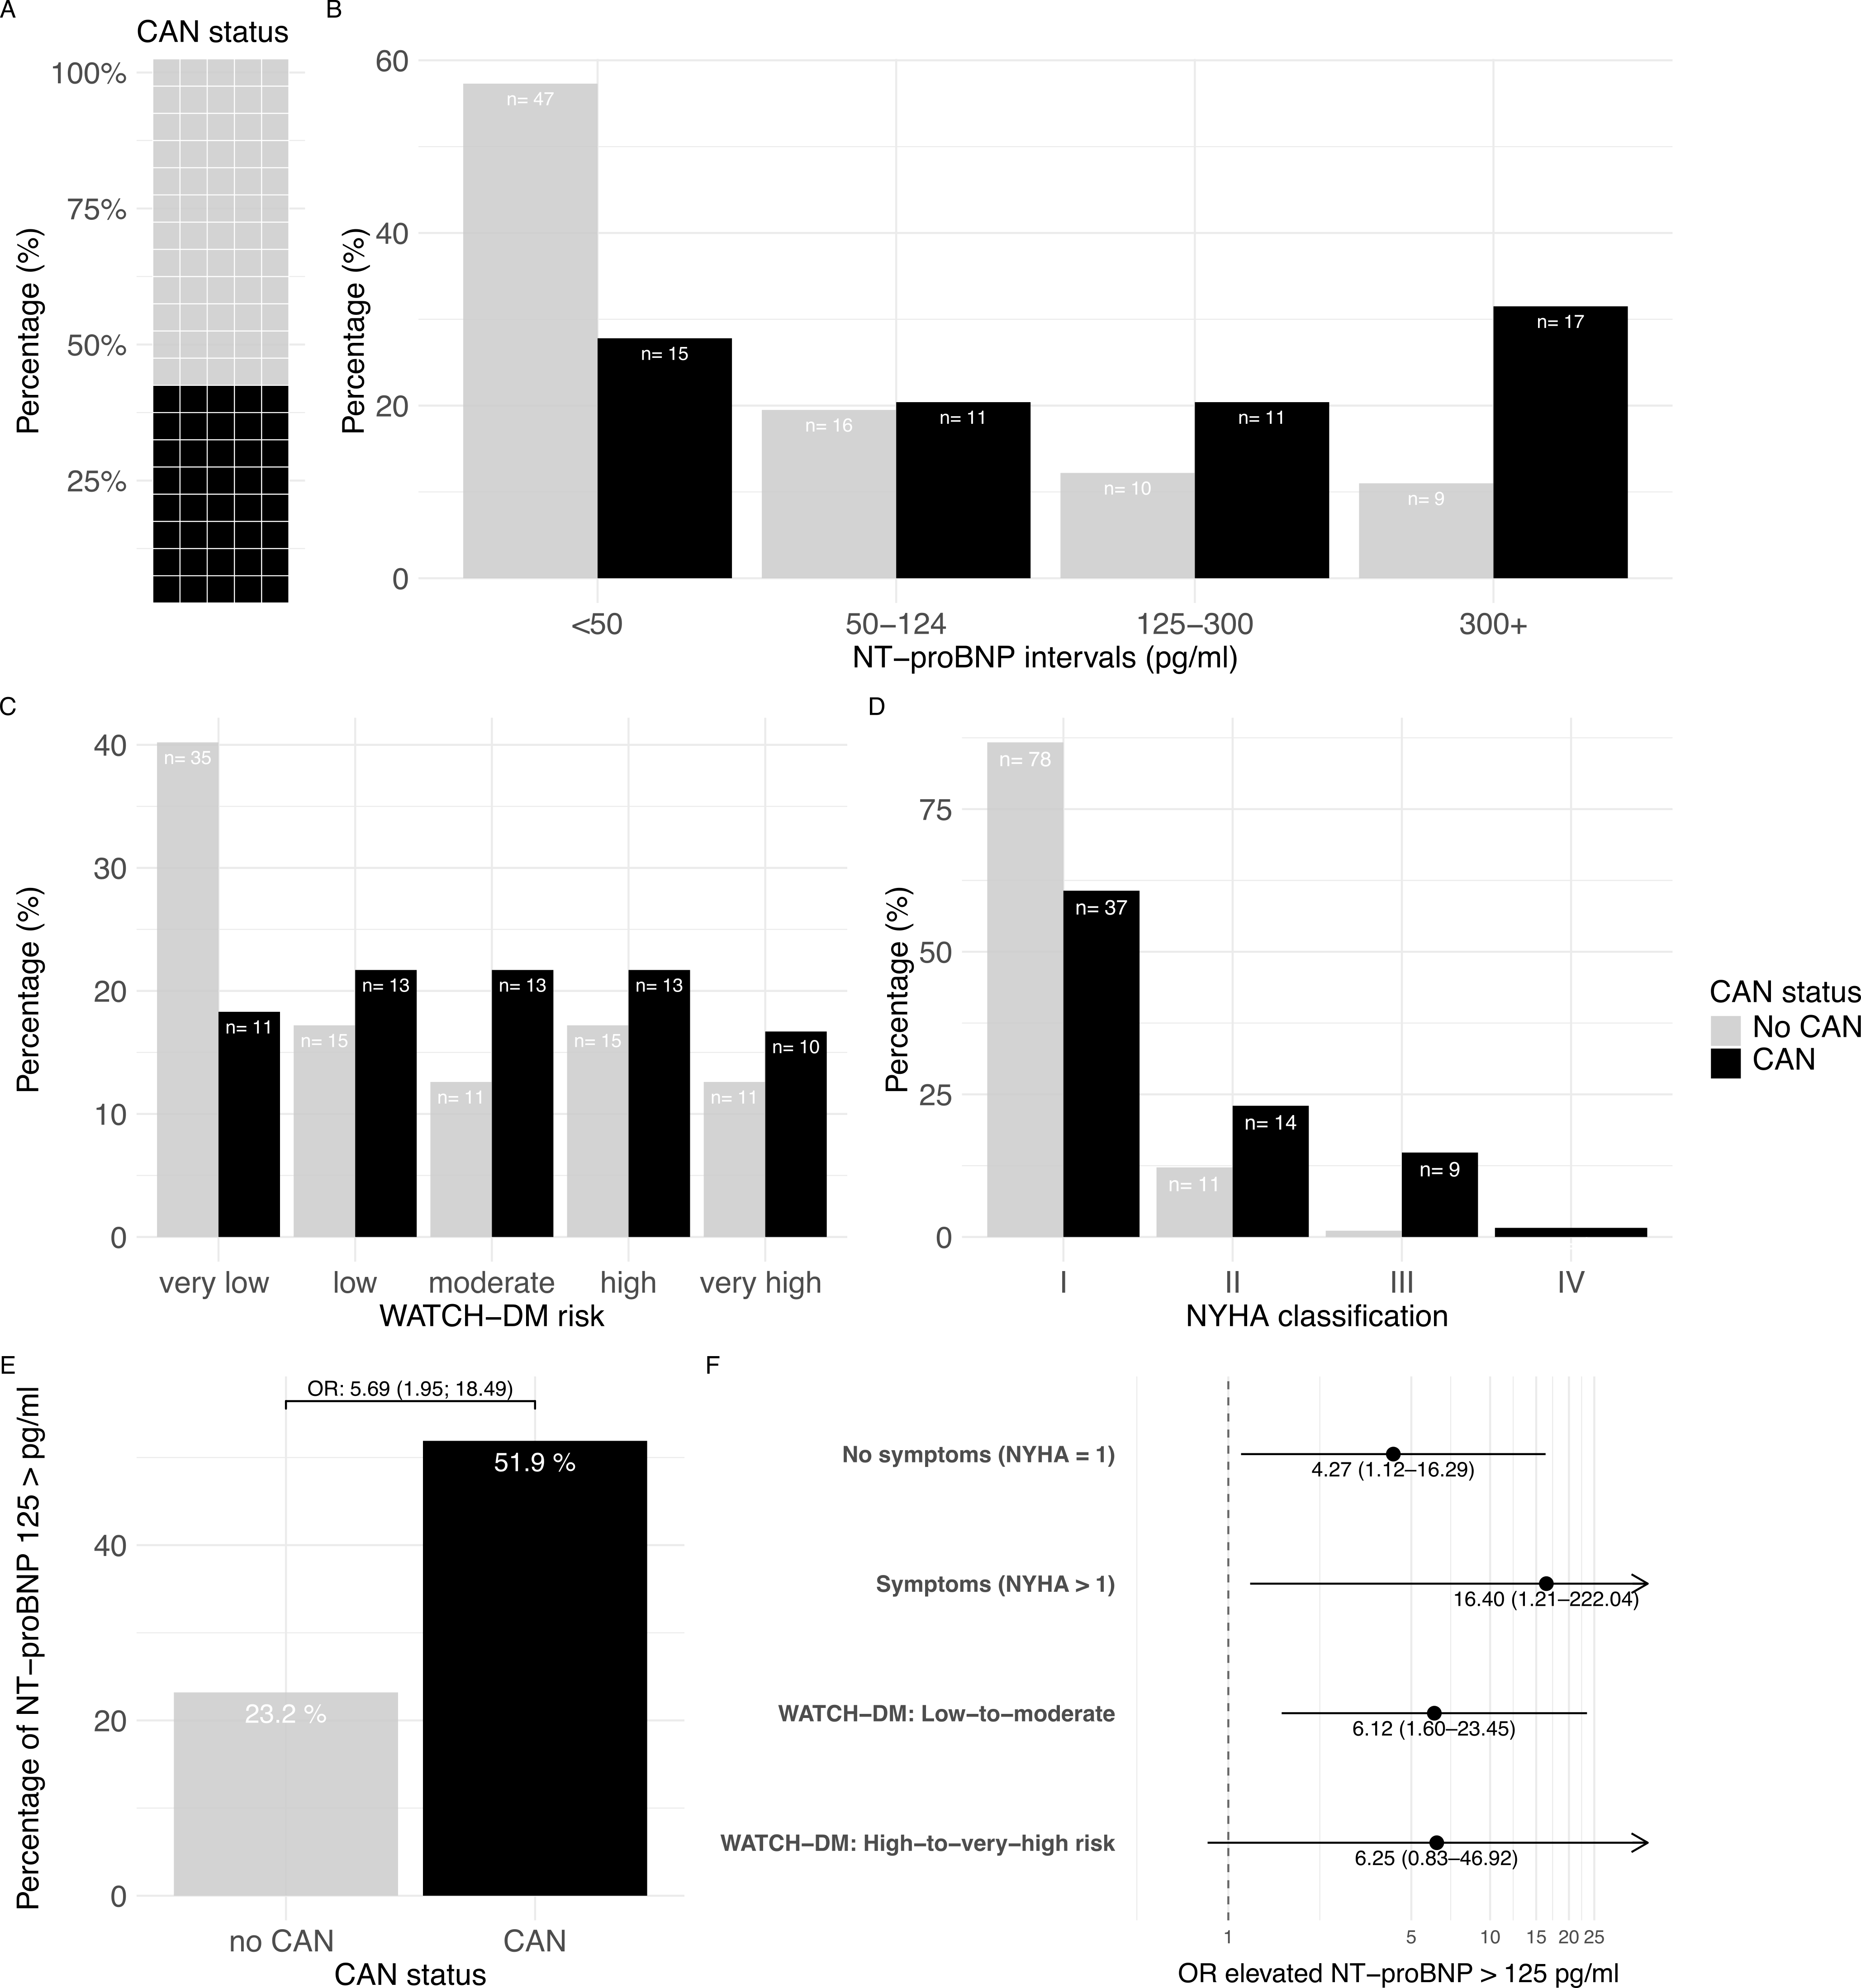 A
CAN status
100%
75%
50%
25%
Percentage (%)
B
60
40
20
0
Percentage (%)
n= 47
n= 15
n= 16
n= 11
n= 10
n= 11
n= 9
n= 17
<50
50–124
125–300
300+
NT–proBNP intervals (pg/ml)
C
40
30
20
10
0
Percentage (%)
n= 35
n= 11
n= 15
n= 13
n= 11
n= 13
n= 15
n= 13
n= 11
n= 10
very low
low
moderate
high
very high
WATCH–DM risk
D
75
50
25
0
Percentage (%)
n= 78
n= 37
n= 11
n= 14
n= 9
I
II
III
IV
NYHA classification
CAN status
No CAN
CAN
E
OR: 5.69 (1.95; 18.49)
40
20
0
Percentage of NT–proBNP 125 > pg/ml
23.2 %
51.9 %
no CAN
CAN
CAN status
F
No symptoms (NYHA = 1)
4.27 (1.12–16.29)
Symptoms (NYHA > 1)
16.40 (1.21–222.04)
WATCH–DM: Low–to–moderate
6.12 (1.60–23.45)
WATCH–DM: High–to–very–high risk
6.25 (0.83–46.92)
1
5
10
15
20
25
OR elevated NT–proBNP > 125 pg/ml